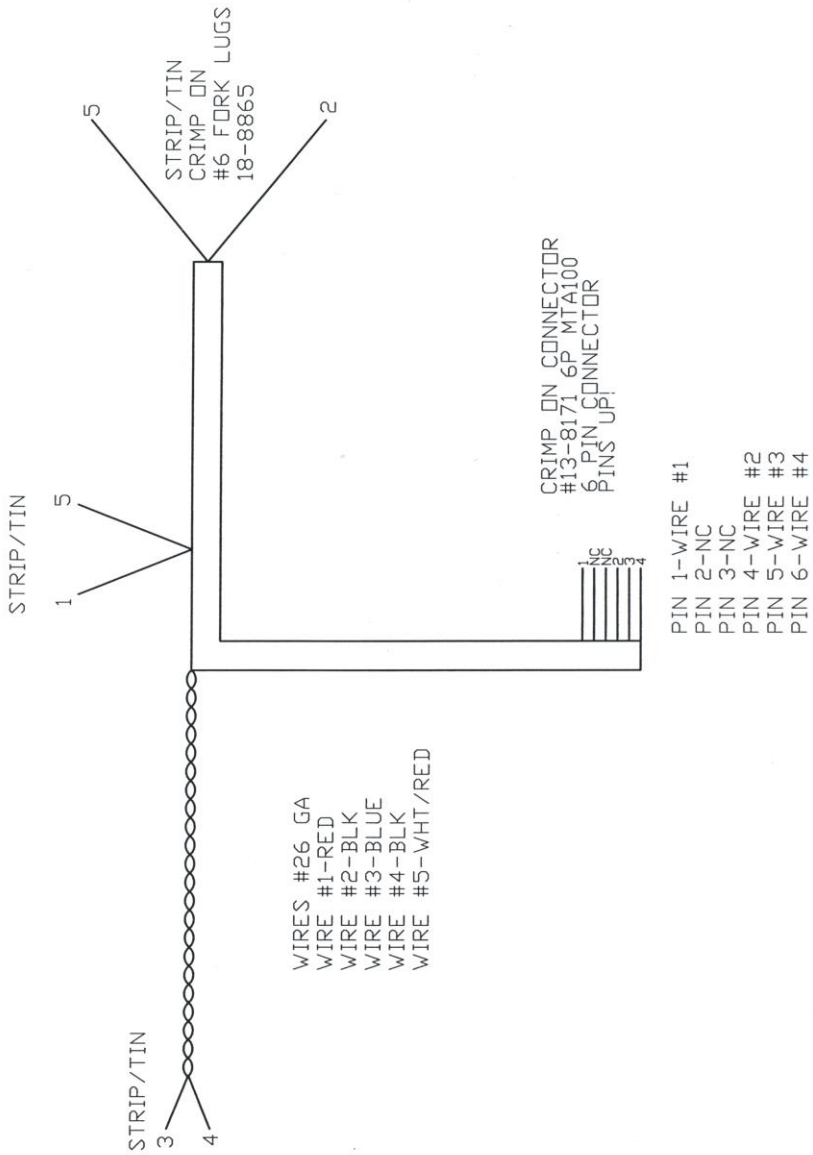 STRIP/TIN
3
4
STRIP/TIN
1
5
5
STRIP/TIN
CRIMP ON
#6 FORK LUGS
18-8865
2
WIRES #26 GA
WIRE #1-RED
WIRE #2-BLK
WIRE #3-BLUE
WIRE #4-BLK
WIRE #5-WHT/RED
CRIMP ON CONNECTOR
#13-8171 6P MTA100
6 PIN CONNECTOR
PINS UP!
1
NC
NC
2
3
4
PIN 1-WIRE #1
PIN 2-NC
PIN 3-NC
PIN 4-WIRE #2
PIN 5-WIRE #3
PIN 6-WIRE #4